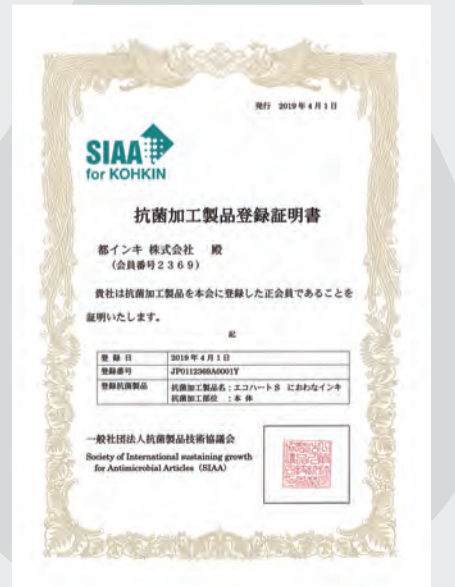 発行 2019年4月1日
SIAA
for KOHKIN
抗菌加工製品登録証明書
都インキ 株式会社 殿
(会員番号2369)
貴社は抗菌加工製品を本会に登録した正会員であることを
証明いたします。
記
登録日 2019年4月1日
登録番号 JP0112369A0001Y
登録抗菌製品 抗菌加工製品名:エコハートS におわなインキ
抗菌加工部位 :本体
一般社団法人抗菌製品技術協議会
Society of International sustaining growth
for Antimicrobial Articles (SIAA)